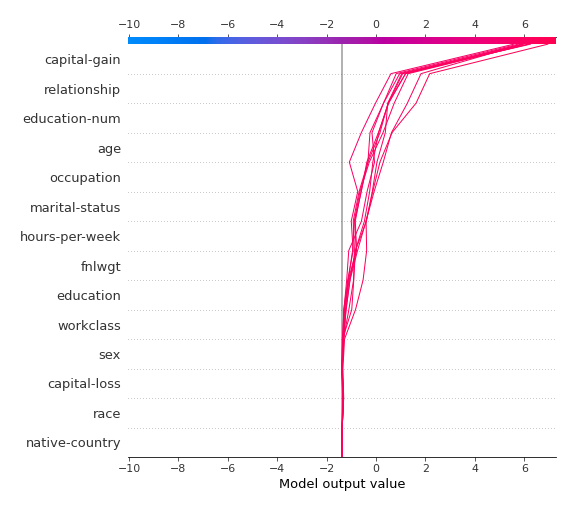 −10 −8 −6 −4 −2 0 2 4 6
capital-gain
relationship
education-num
age
occupation
marital-status
hours-per-week
fnlwgt
education
workclass
sex
capital-loss
race
native-country
−10 −8 −6 −4 −2 0 2 4 6
Model output value